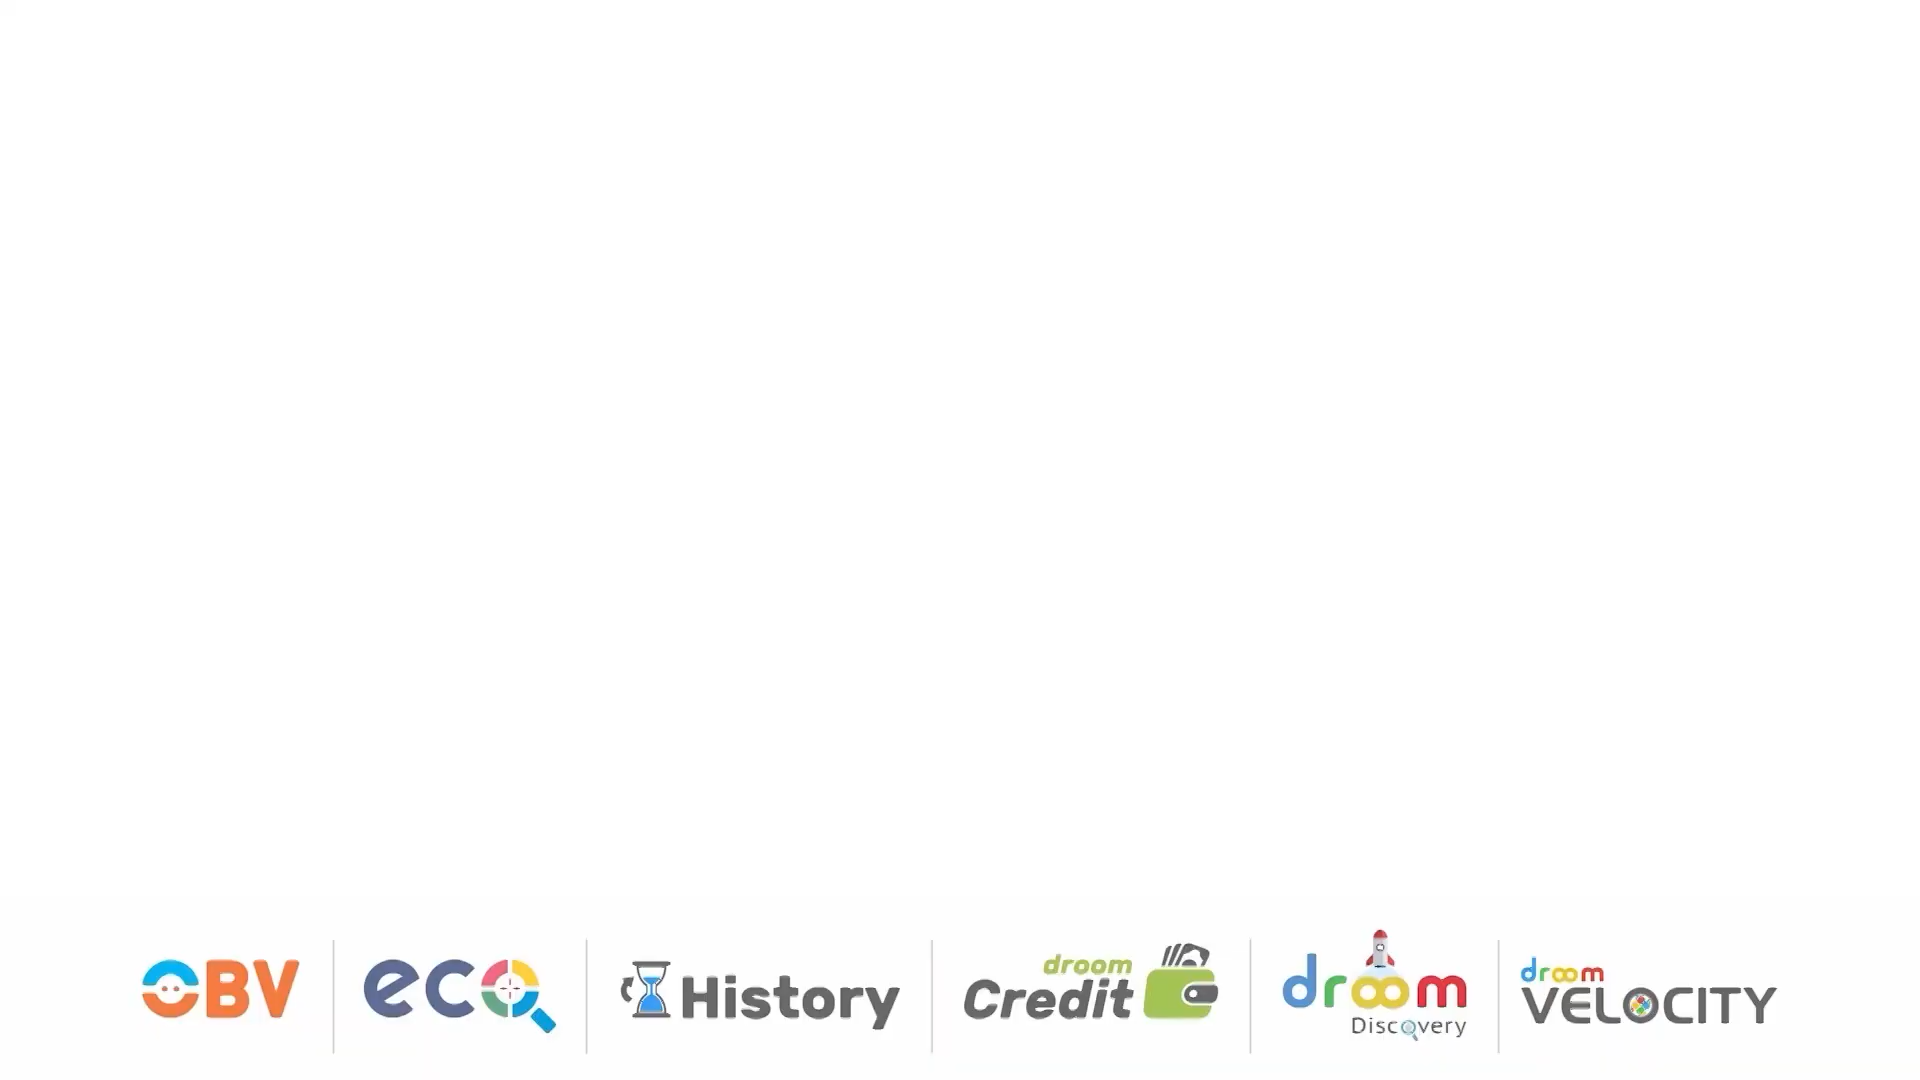 OBV
eco
History
droom
Credit
droom
Discovery
droom
VELOCITY